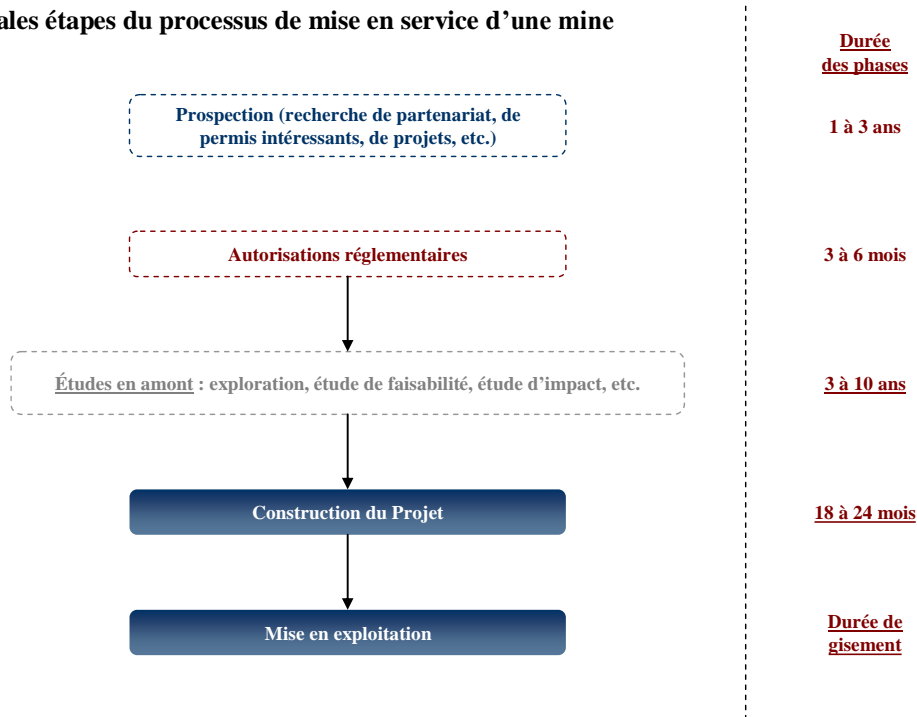 ales étapes du processus de mise en service d'une mine
Durée
des phases
Prospection (recherche de partenariat, de
permis intéressants, de projets, etc.)
1 à 3 ans
Autorisations réglementaires
3 à 6 mois
Études en amont : exploration, étude de faisabilité, étude d'impact, etc.
3 à 10 ans
Construction du Projet
18 à 24 mois
Mise en exploitation
Durée de
gisement